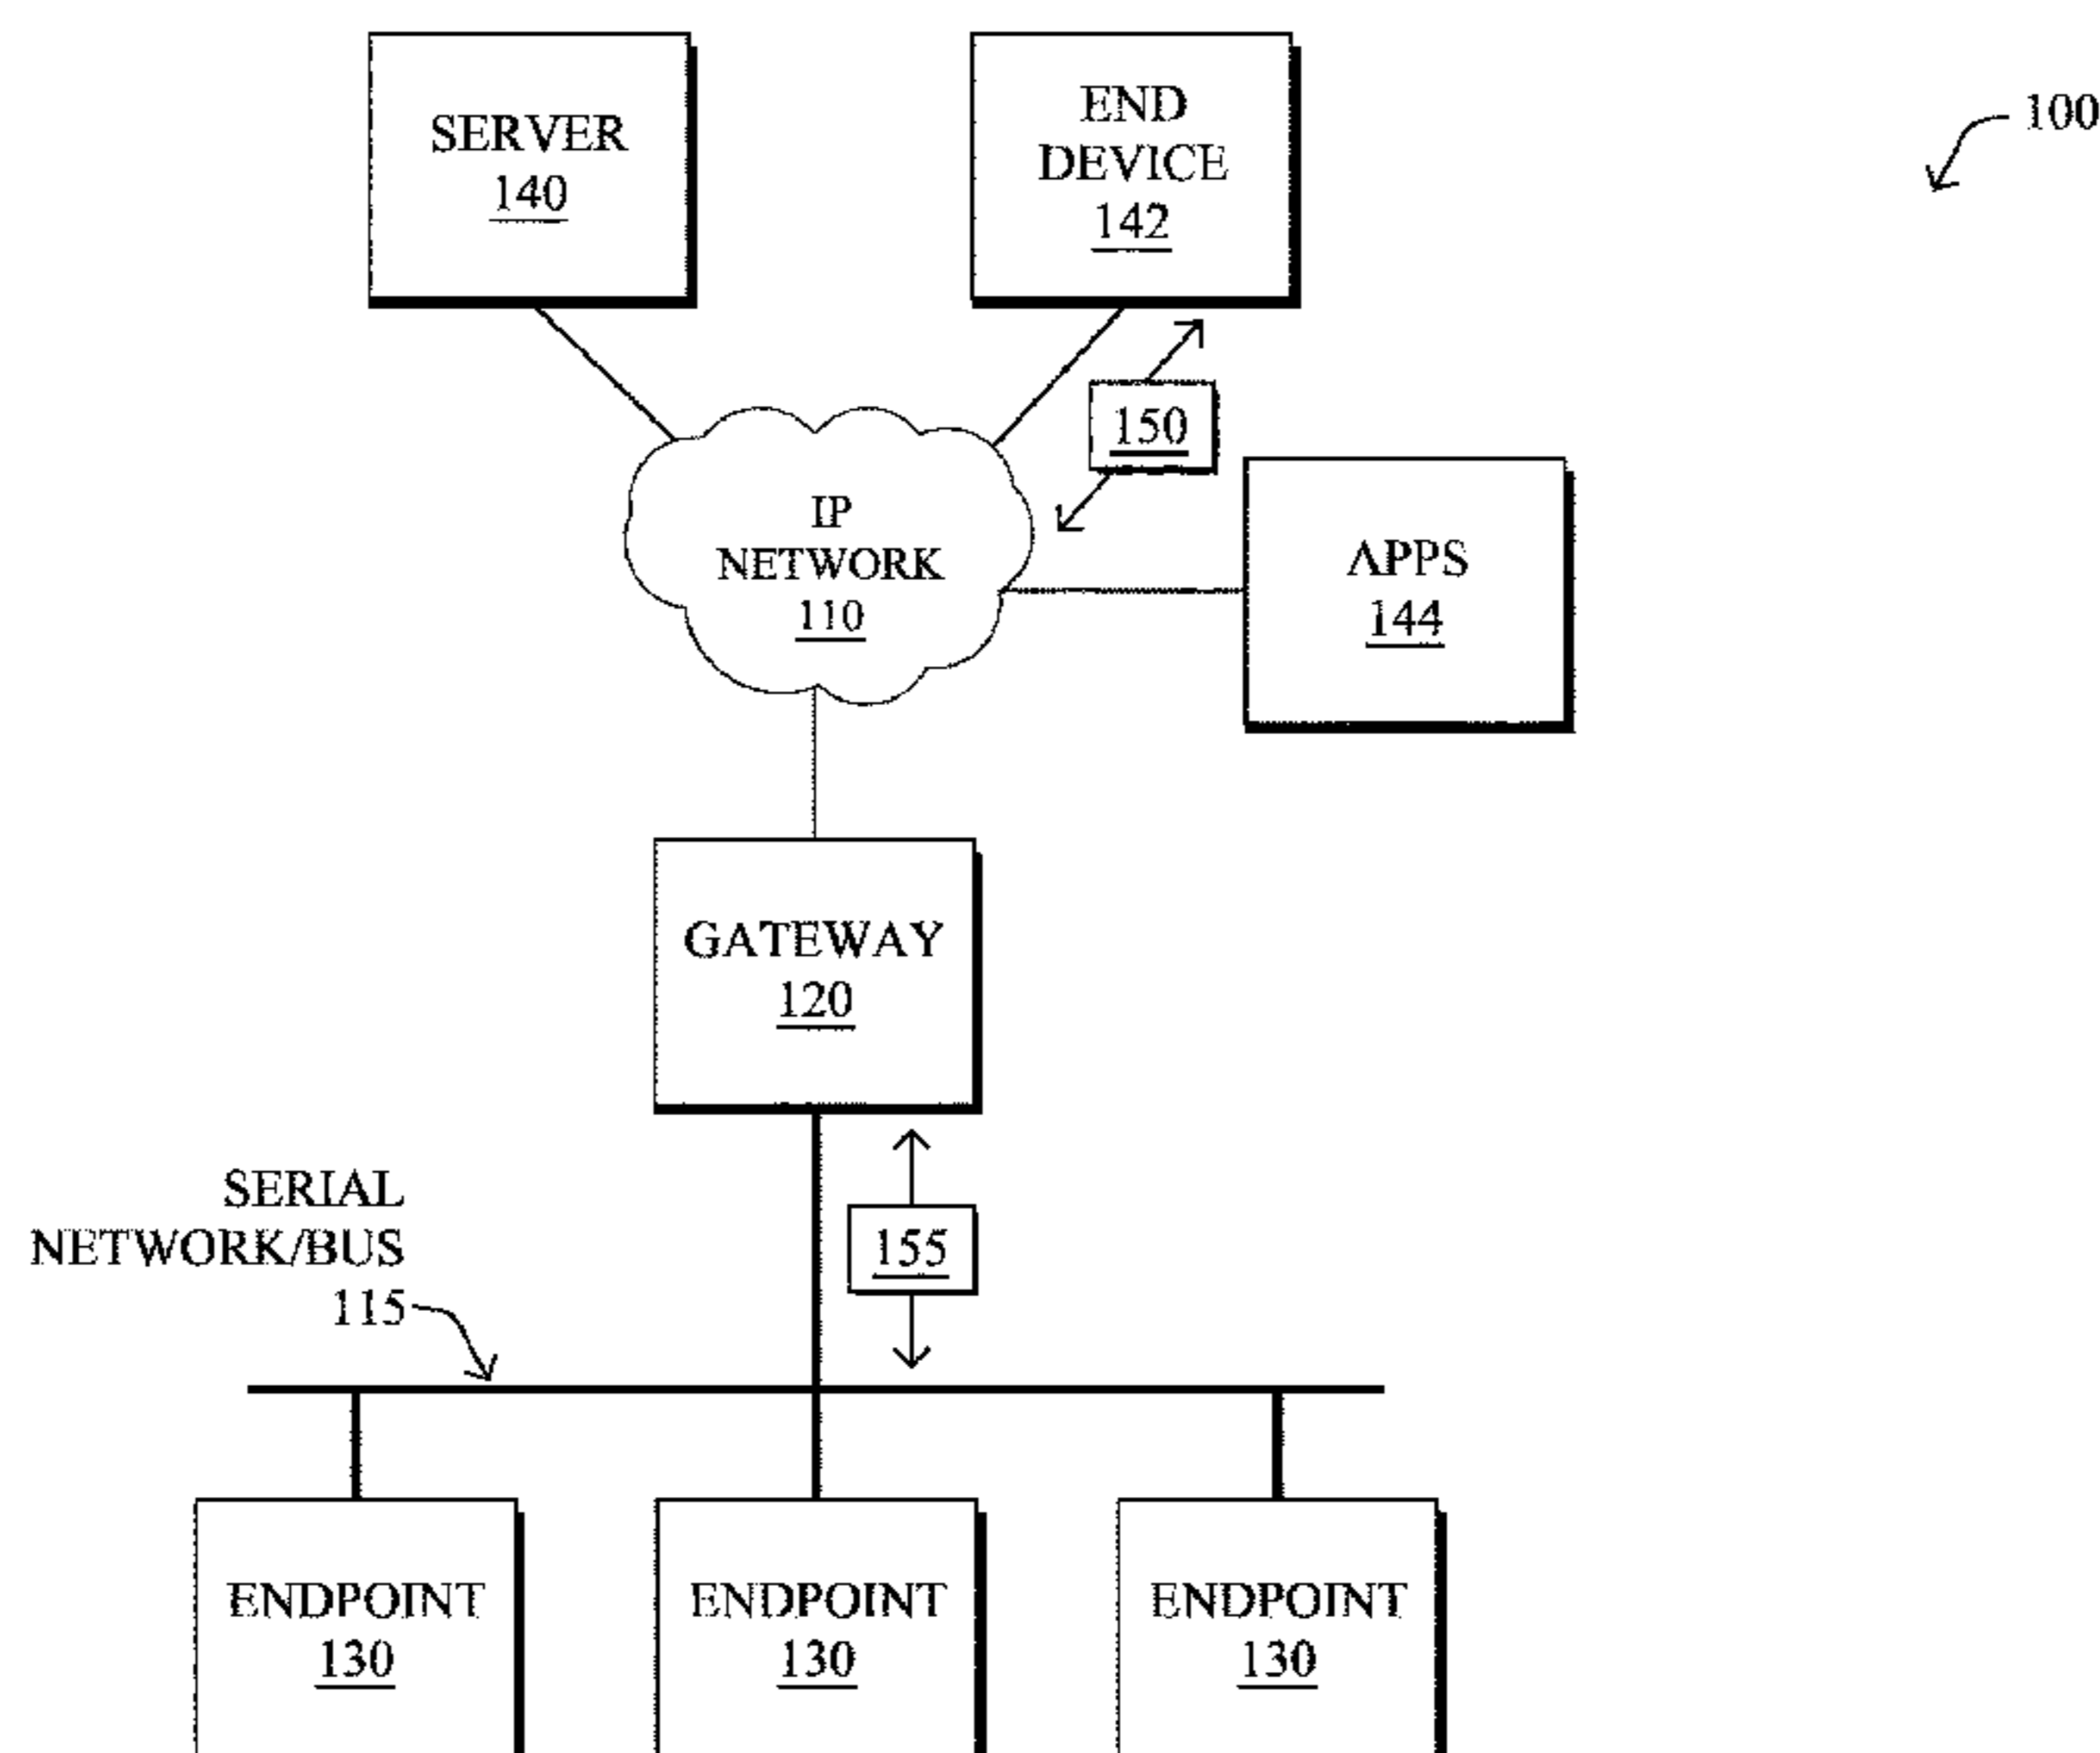 SERVER
140
END
DEVICE
142
100
150
IP
NETWORK
110
APPS
144
GATEWAY
120
SERIAL
NETWORK/BUS
115
155
ENDPOINT
130
ENDPOINT
130
ENDPOINT
130